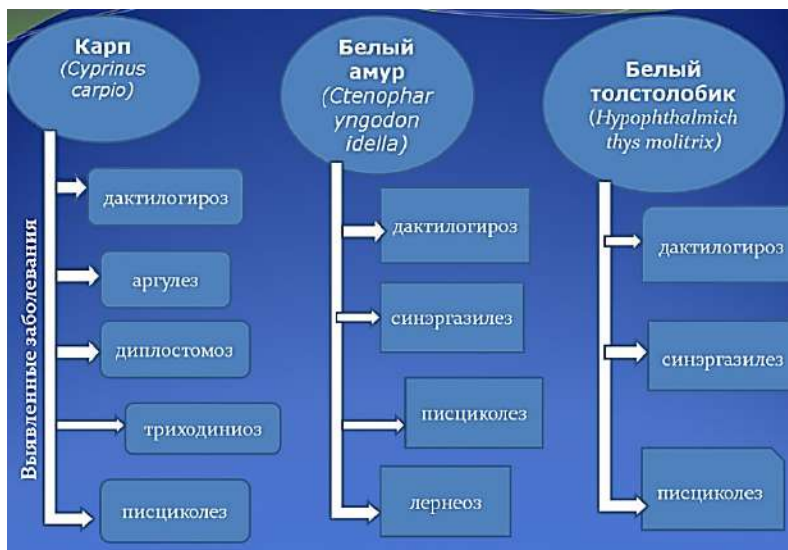 Карп
(Cyprinus
carpio)
Выявленные заболевания
дактилогироз
аргулез
диплостомоз
триходиниоз
писциколез
Белый
амур
(Ctenophar
yngodon
idella)
дактилогироз
синэргазилез
писциколез
лернеоз
Белый
толстолобик
(Hypophthalmich
thys molitrix)
дактилогироз
синэргазилез
писциколез